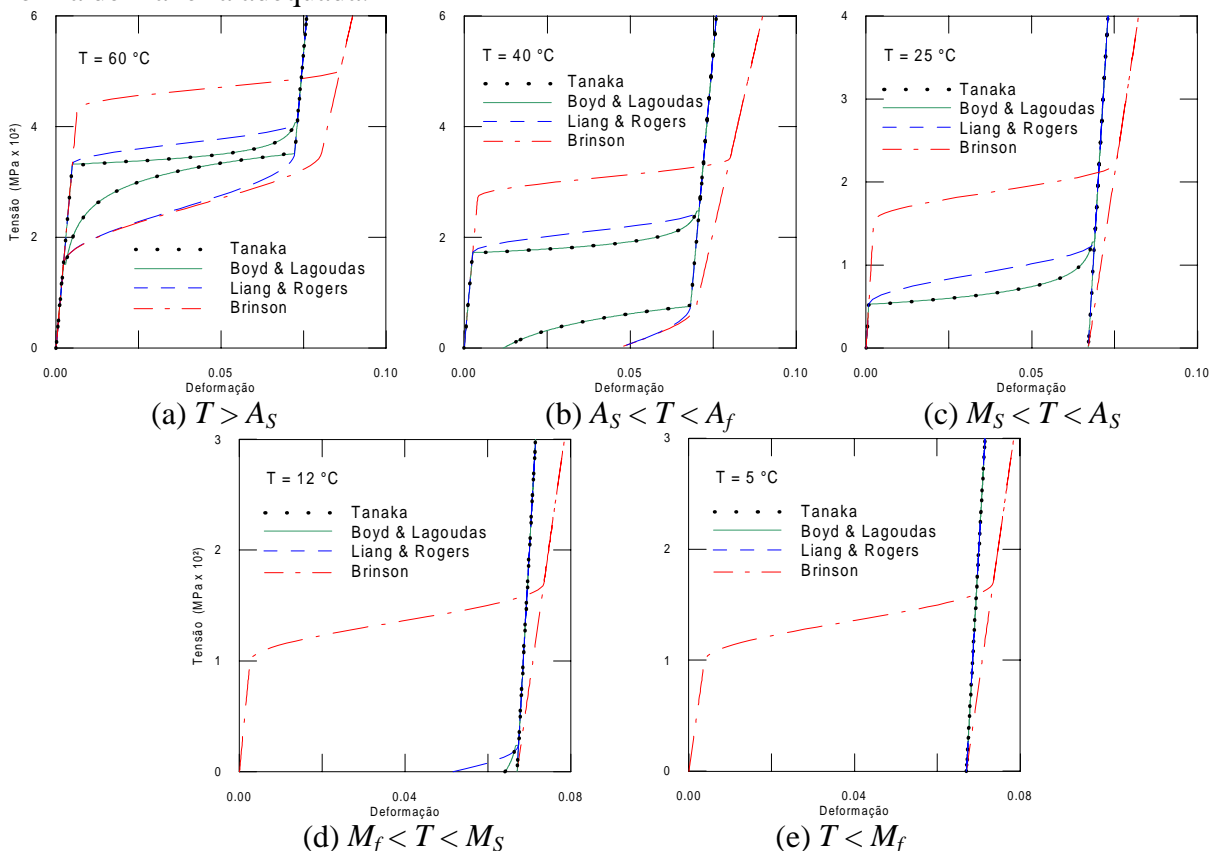 6
T = 60 °C
Tanaka
Boyd & Lagoudas
Liang & Rogers
Brinson
4
2
0
Tensão (MPa x 10²)
0.00
0.05
0.10
Deformação
(a) T > A_S
6
T = 40 °C
Tanaka
Boyd & Lagoudas
Liang & Rogers
Brinson
4
2
0
0.00
0.05
0.10
Deformação
(b) A_S < T < A_f
4
T = 25 °C
Tanaka
Boyd & Lagoudas
Liang & Rogers
Brinson
3
2
1
0
0.00
0.05
0.10
Deformação
(c) M_S < T < A_S
3
T = 12 °C
Tanaka
Boyd & Lagoudas
Liang & Rogers
Brinson
2
1
0
Tensão (MPa x 10²)
0.00
0.04
0.08
Deformação
(d) M_f < T < M_S
3
T = 5 °C
Tanaka
Boyd & Lagoudas
Liang & Rogers
Brinson
2
1
0
0.00
0.04
0.08
Deformação
(e) T < M_f